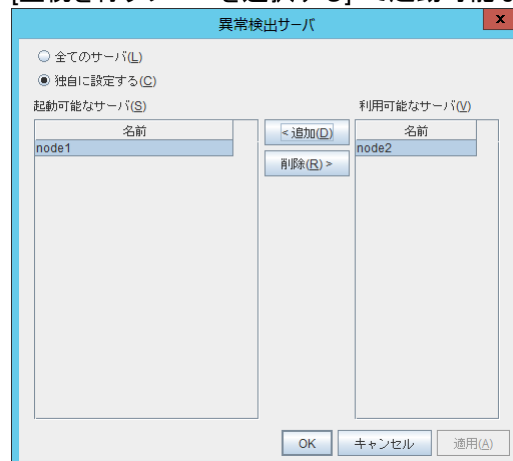 異常検出サーバ
x
全てのサーバ(L)
独自に設定する(C)
起動可能なサーバ(S)
利用可能なサーバ(V)
名前
<追加(D)
名前
node1
node2
削除(R) >
OK
キャンセル
適用(A)